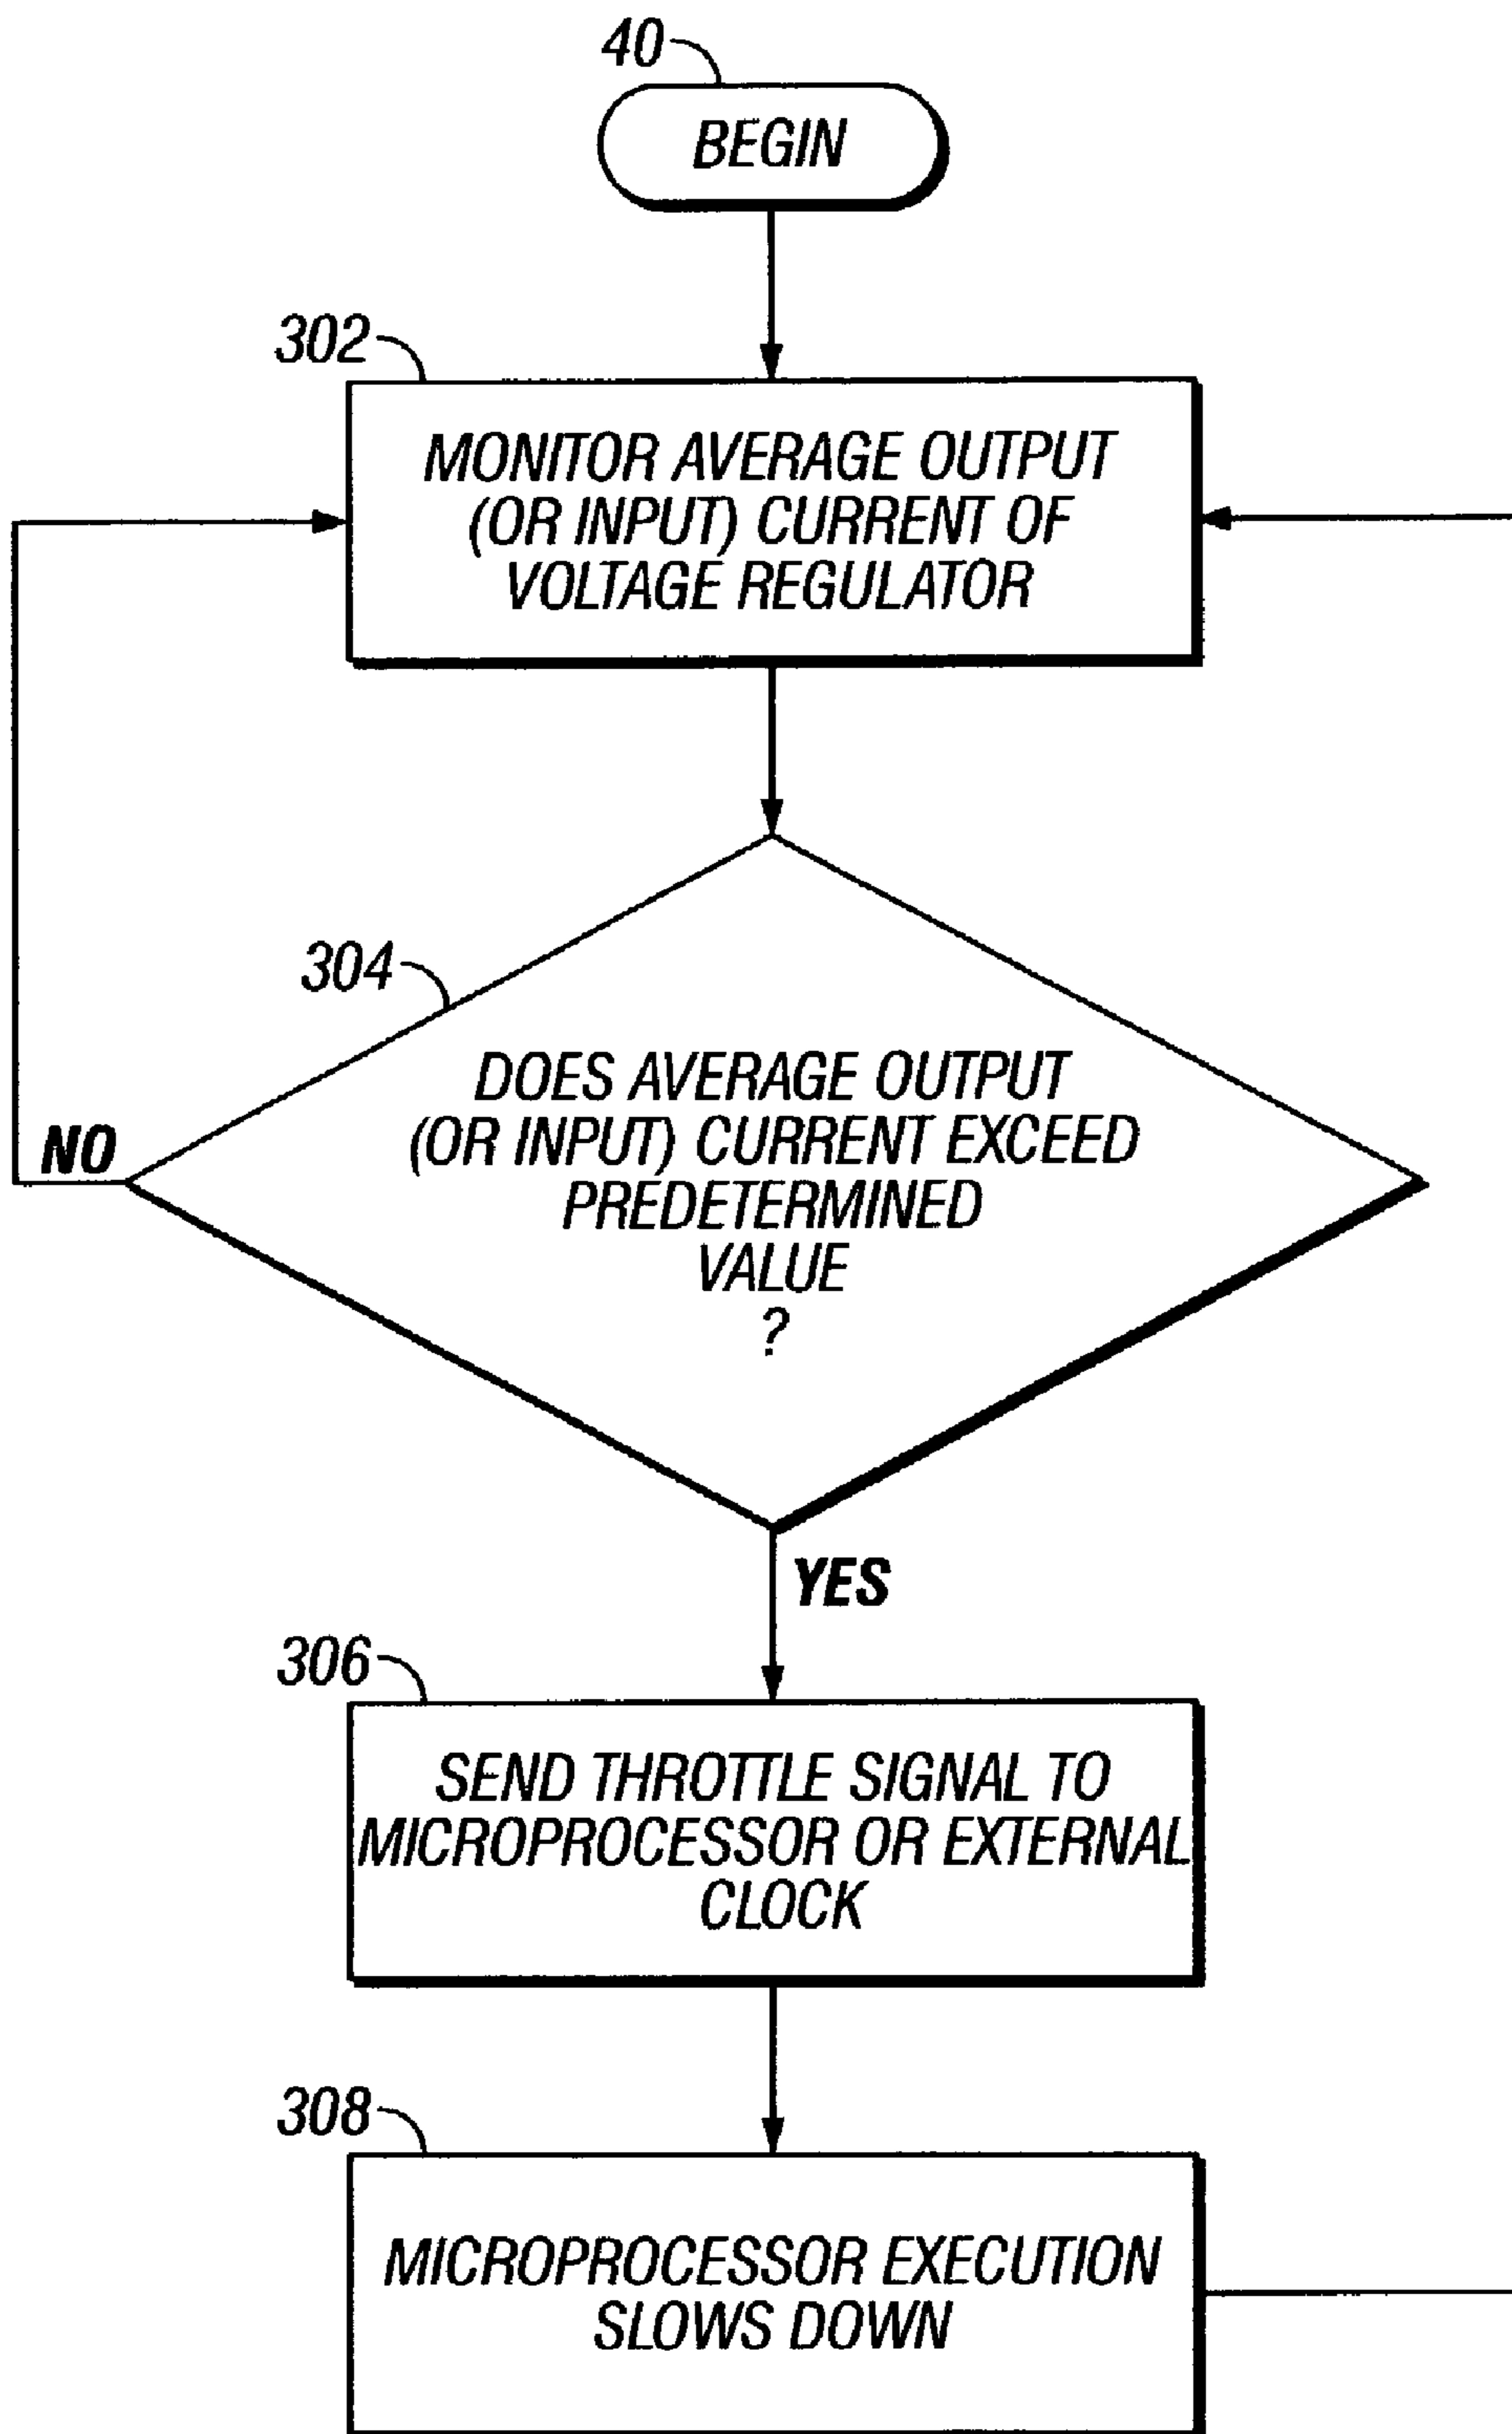 40
BEGIN
302
MONITOR AVERAGE OUTPUT
(OR INPUT) CURRENT OF
VOLTAGE REGULATOR
304
DOES AVERAGE OUTPUT
(OR INPUT) CURRENT EXCEED
PREDETERMINED
VALUE
?
NO
YES
306
SEND THROTTLE SIGNAL TO
MICROPROCESSOR OR EXTERNAL
CLOCK
308
MICROPROCESSOR EXECUTION
SLOWS DOWN